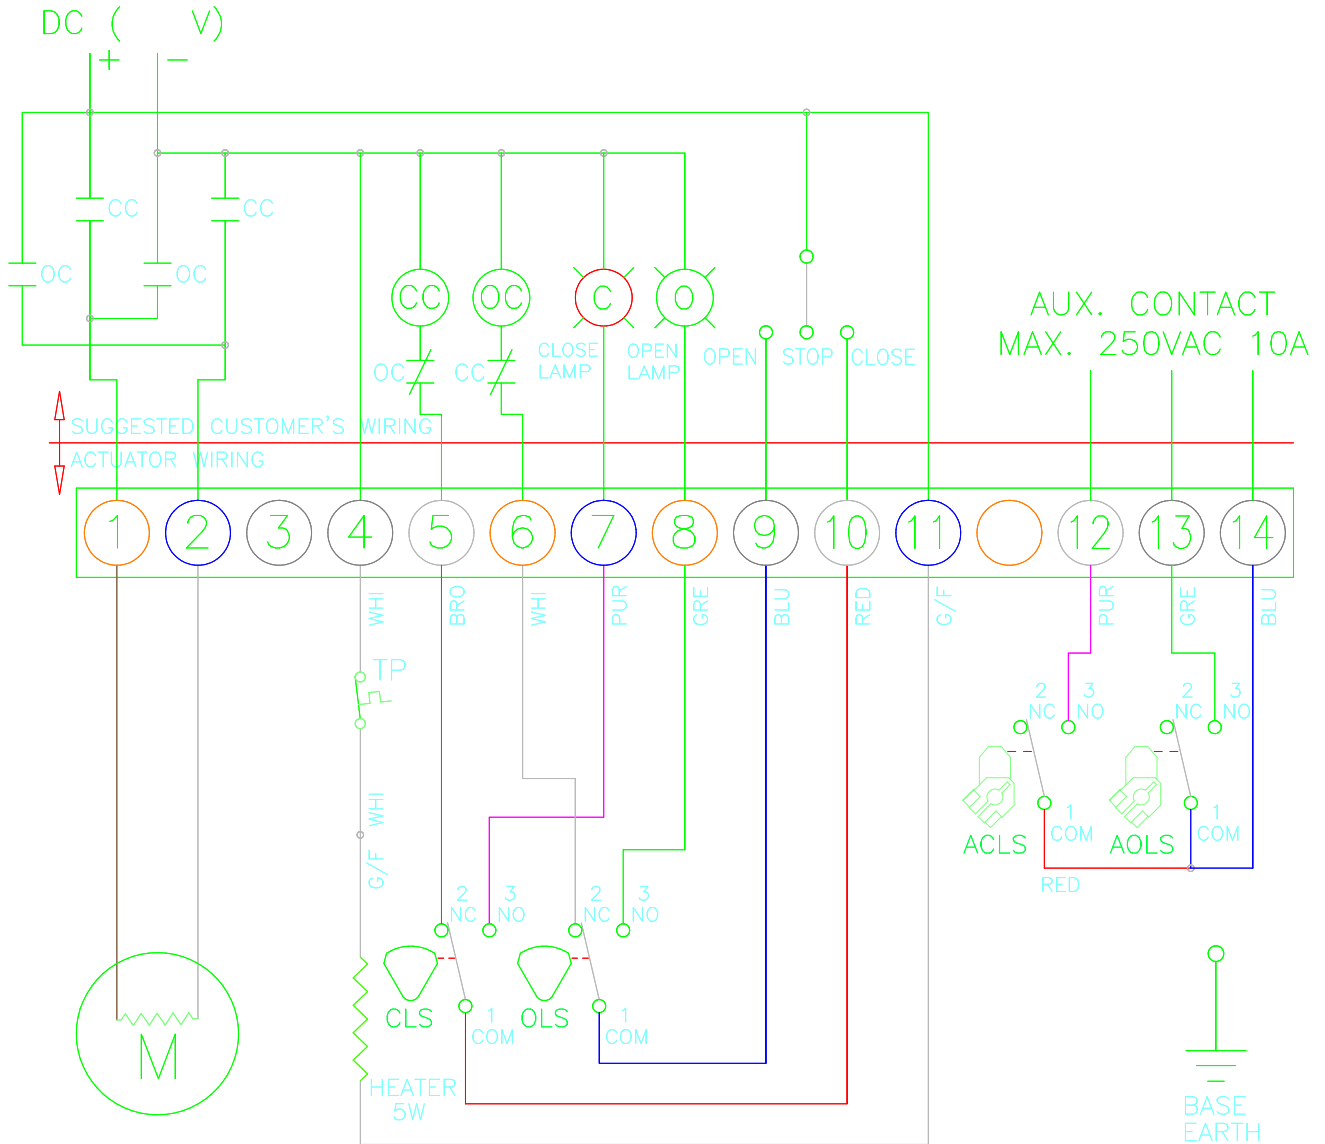 DC (     V)
+ −
CC CC
OC OC
CC OC C O
OC CC
CLOSE LAMP
OPEN LAMP
OPEN STOP CLOSE
AUX. CONTACT
MAX. 250VAC 10A
SUGGESTED CUSTOMER'S WIRING
ACTUATOR WIRING
1 2 3 4 5 6 7 8 9 10 11 12 13 14
WHI BRO WHI PUR GRE BLU RED G/F PUR GRE BLU
TP
2 3 2 3
NC NO NC NO
WHI
1 1
COM COM
ACLS AOLS
G/F
RED
2 3 2 3
NC NO NC NO
CLS OLS
1 1
COM COM
M
HEATER
5W
BASE
EARTH